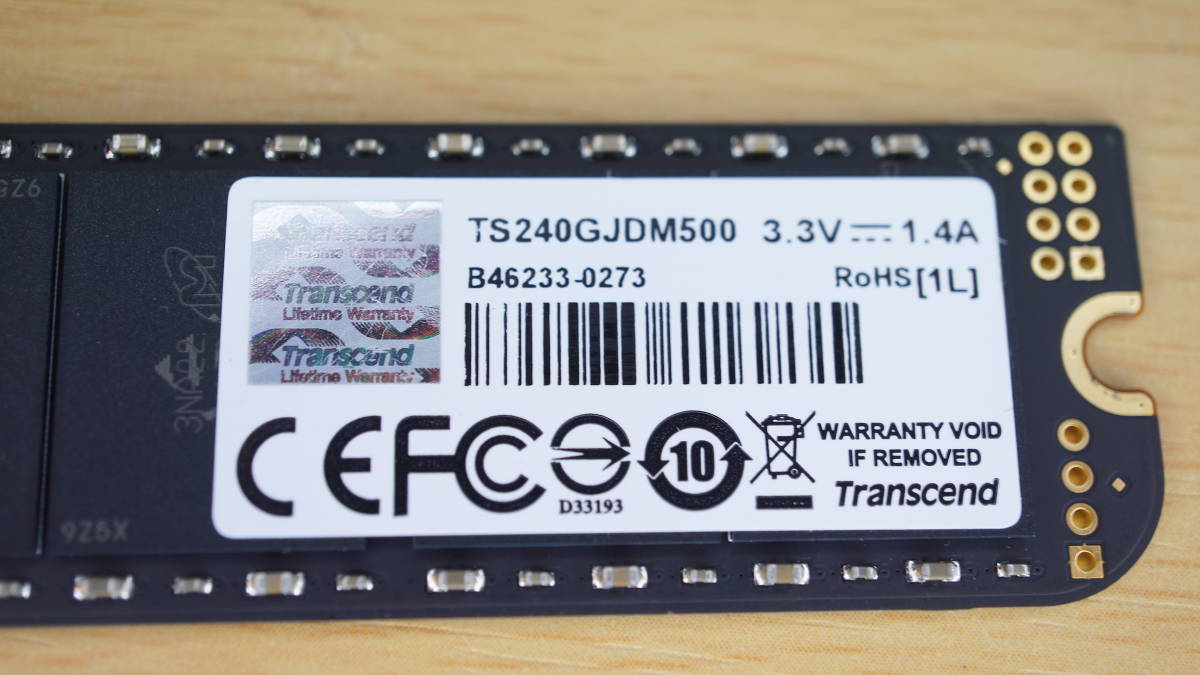 Transcend
Lifetime Warranty
Transcend
Lifetime Warranty
Transcend
Lifetime Warranty
TS240GJDM500 3.3V 1.4A
B46233-0273 RoHS[1L]
CE FC 10
D33193
WARRANTY VOID
IF REMOVED
Transcend
9Z5X